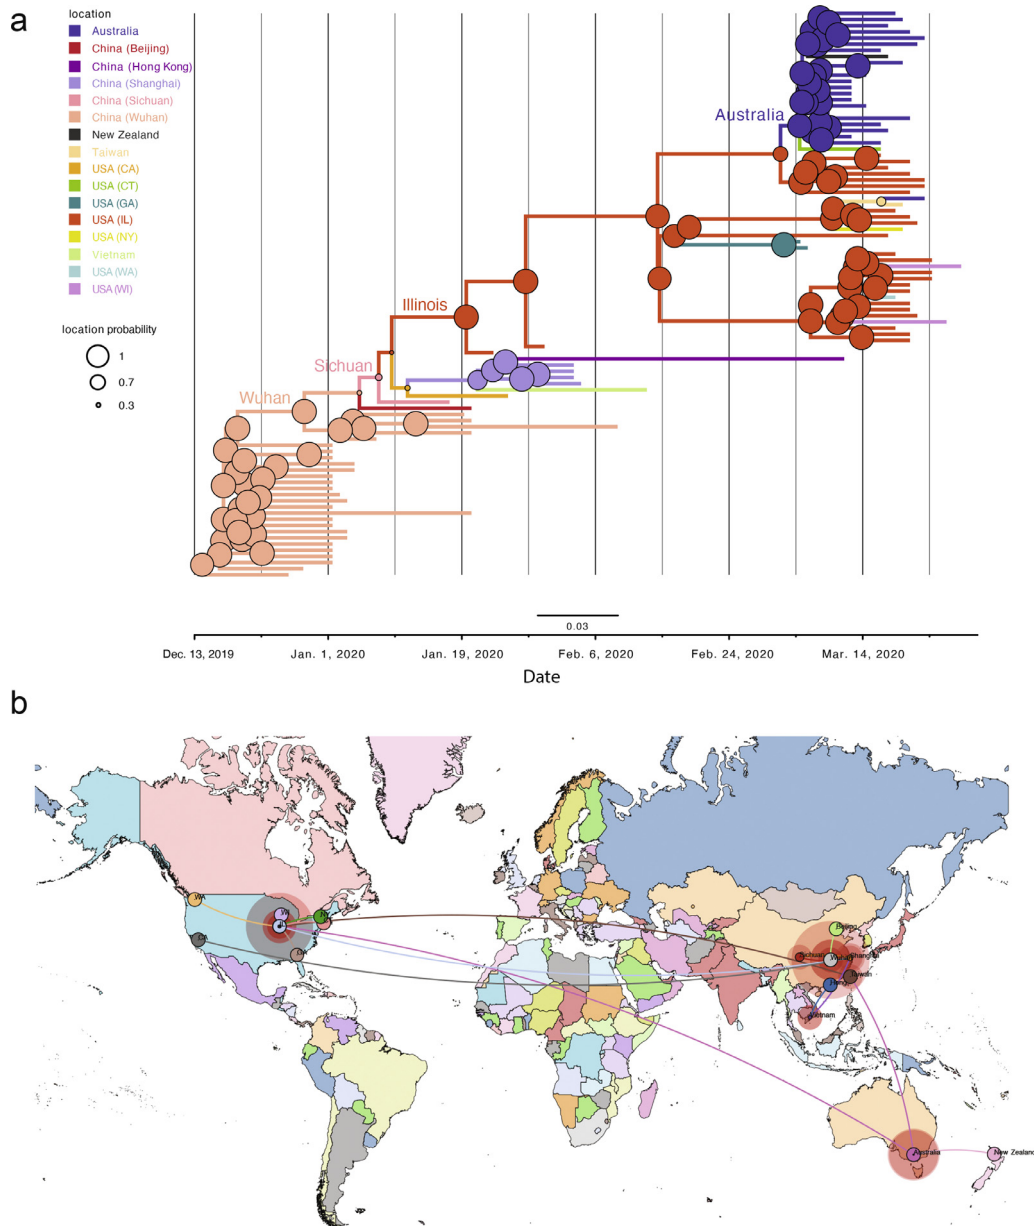 a
location
Australia
China (Beijing)
China (Hong Kong)
China (Shanghai)
China (Sichuan)
China (Wuhan)
New Zealand
Taiwan
USA (CA)
USA (CT)
USA (GA)
USA (IL)
USA (NY)
Vietnam
USA (WA)
USA (WI)
location probability
1
0.7
0.3
Australia
Illinois
Sichuan
Wuhan
0.03
Dec. 13, 2019 Jan. 1, 2020 Jan. 19, 2020 Feb. 6, 2020 Feb. 24, 2020 Mar. 14, 2020
Date
b
WA
CA
GA
Beijing
Sichuan
Wuhan
Taiwan
Vietnam
Australia
New Zealand